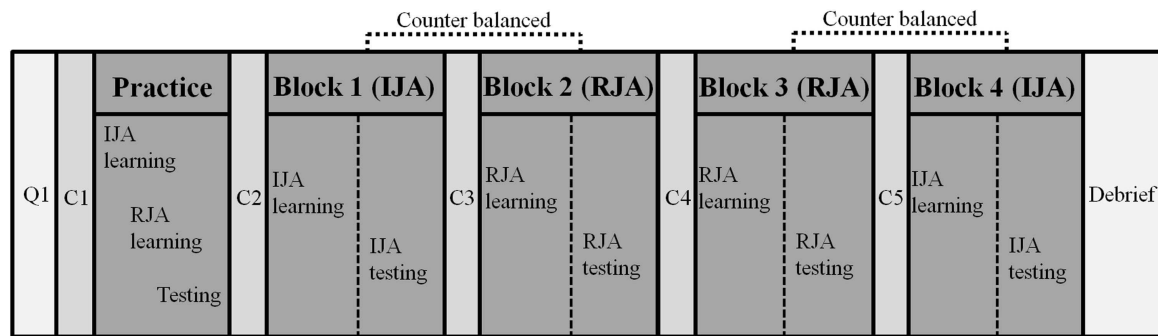 Counter balanced
Counter balanced
Q1
C1
Practice
IJA
learning
RJA
learning
Testing
C2
Block 1 (IJA)
IJA
learning
IJA
testing
C3
Block 2 (RJA)
RJA
learning
RJA
testing
C4
Block 3 (RJA)
RJA
learning
RJA
testing
C5
Block 4 (IJA)
IJA
learning
IJA
testing
Debrief